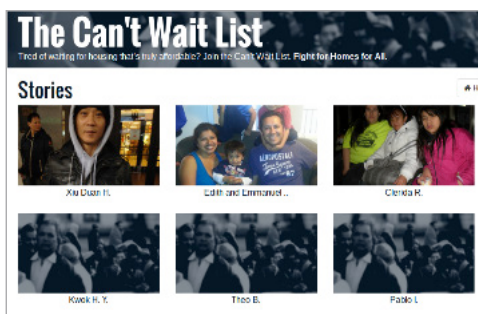 The Can't Wait List
Tired of waiting for housing that's truly affordable? Join the Can't Wait List. Fight for Homes for All.
Stories
Xiu Duan H.
Edith and Emmanuel ..
Clerida R.
Kwok H. Y.
Theo B.
Pablo I.